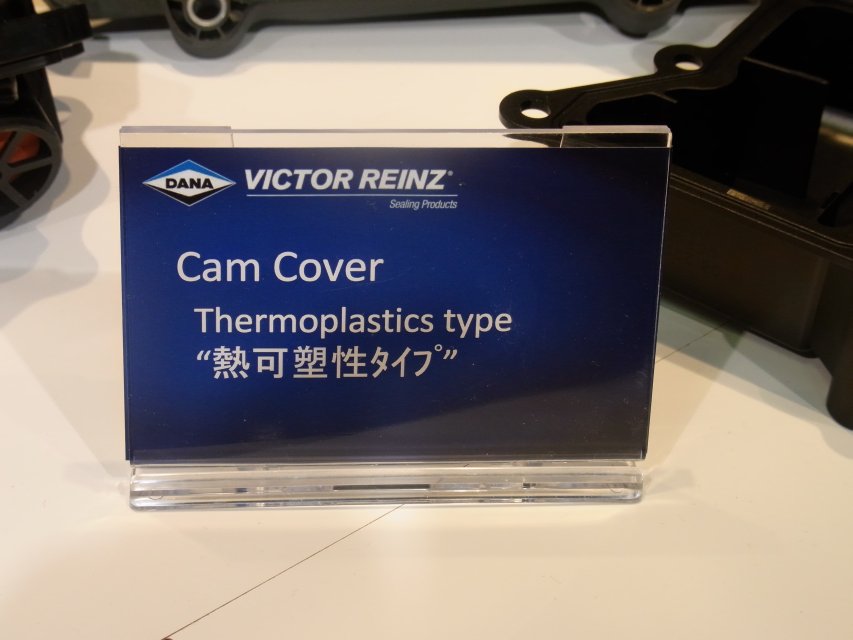 DANA
VICTOR REINZ®
Sealing Products
Cam Cover
Thermoplastics type
“熱可塑性ﾀｲﾌﾟ”